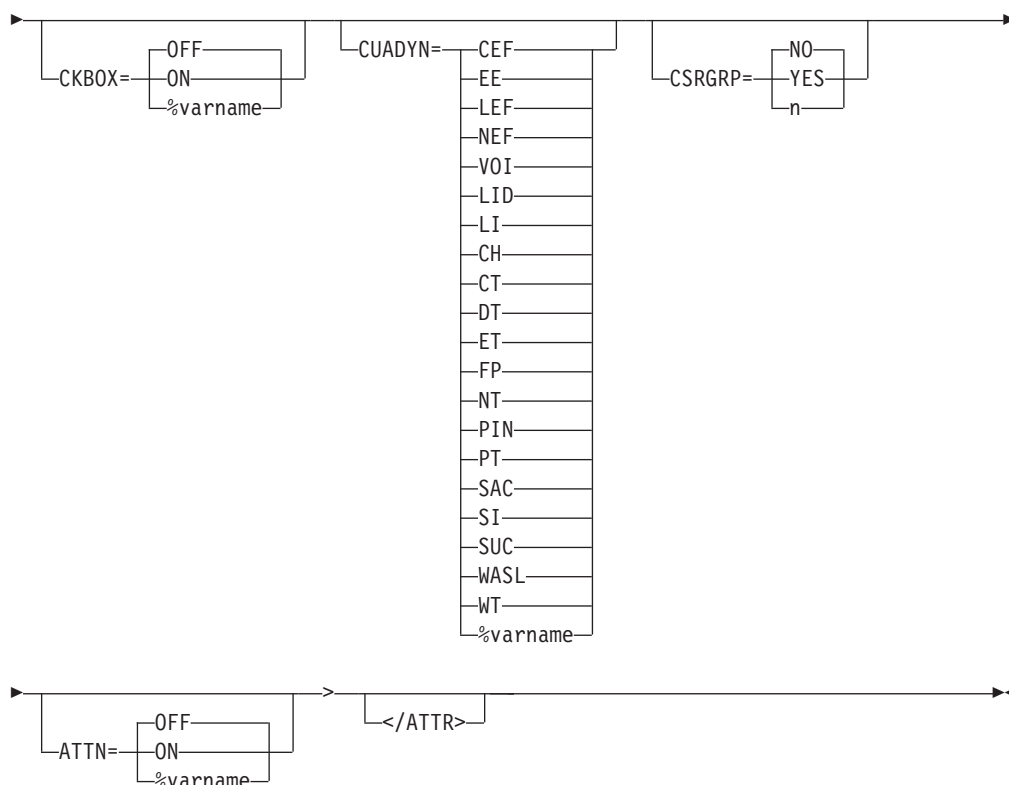 OFF CEF NO
CKBOX= ON CUADYN= EE CSRGRP= YES
%varname LEF n
NEF
VOI
LID
LI
CH
CT
DT
ET
FP
NT
PIN
PT
SAC
SI
SUC
WASL
WT
%varname
>
</ATTR>
OFF
ATTN= ON
%varname